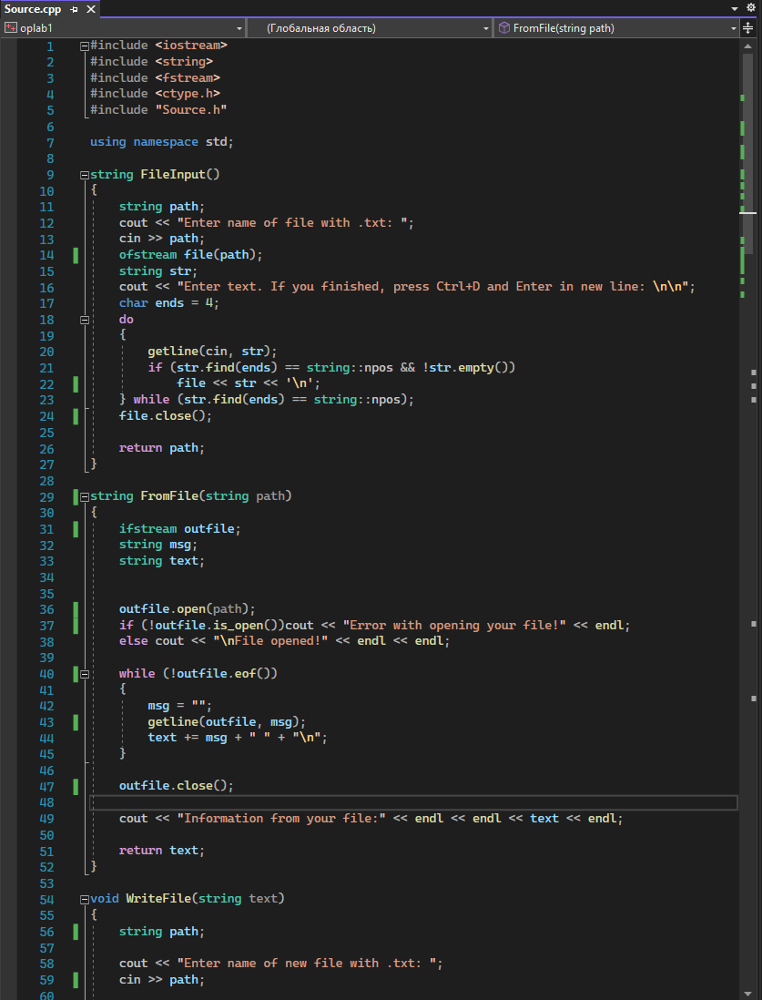 Source.cpp
oplab1 (Глобальная область) FromFile(string path)
1 #include <iostream>
2 #include <string>
3 #include <fstream>
4 #include <ctype.h>
5 #include "Source.h"
6
7 using namespace std;
8
9 string FileInput()
10 {
11 string path;
12 cout << "Enter name of file with .txt: ";
13 cin >> path;
14 ofstream file(path);
15 string str;
16 cout << "Enter text. If you finished, press Ctrl+D and Enter in new line: \n\n";
17 char ends = 4;
18 do
19 {
20 getline(cin, str);
21 if (str.find(ends) == string::npos && !str.empty())
22 file << str << '\n';
23 } while (str.find(ends) == string::npos);
24 file.close();
25
26 return path;
27 }
28
29 string FromFile(string path)
30 {
31 ifstream outfile;
32 string msg;
33 string text;
34
35
36 outfile.open(path);
37 if (!outfile.is_open())cout << "Error with opening your file!" << endl;
38 else cout << "\nFile opened!" << endl << endl;
39
40 while (!outfile.eof())
41 {
42 msg = "";
43 getline(outfile, msg);
44 text += msg + " " + "\n";
45 }
46
47 outfile.close();
48
49 cout << "Information from your file:" << endl << endl << text << endl;
50
51 return text;
52 }
53
54 void WriteFile(string text)
55 {
56 string path;
57
58 cout << "Enter name of new file with .txt: ";
59 cin >> path;
60